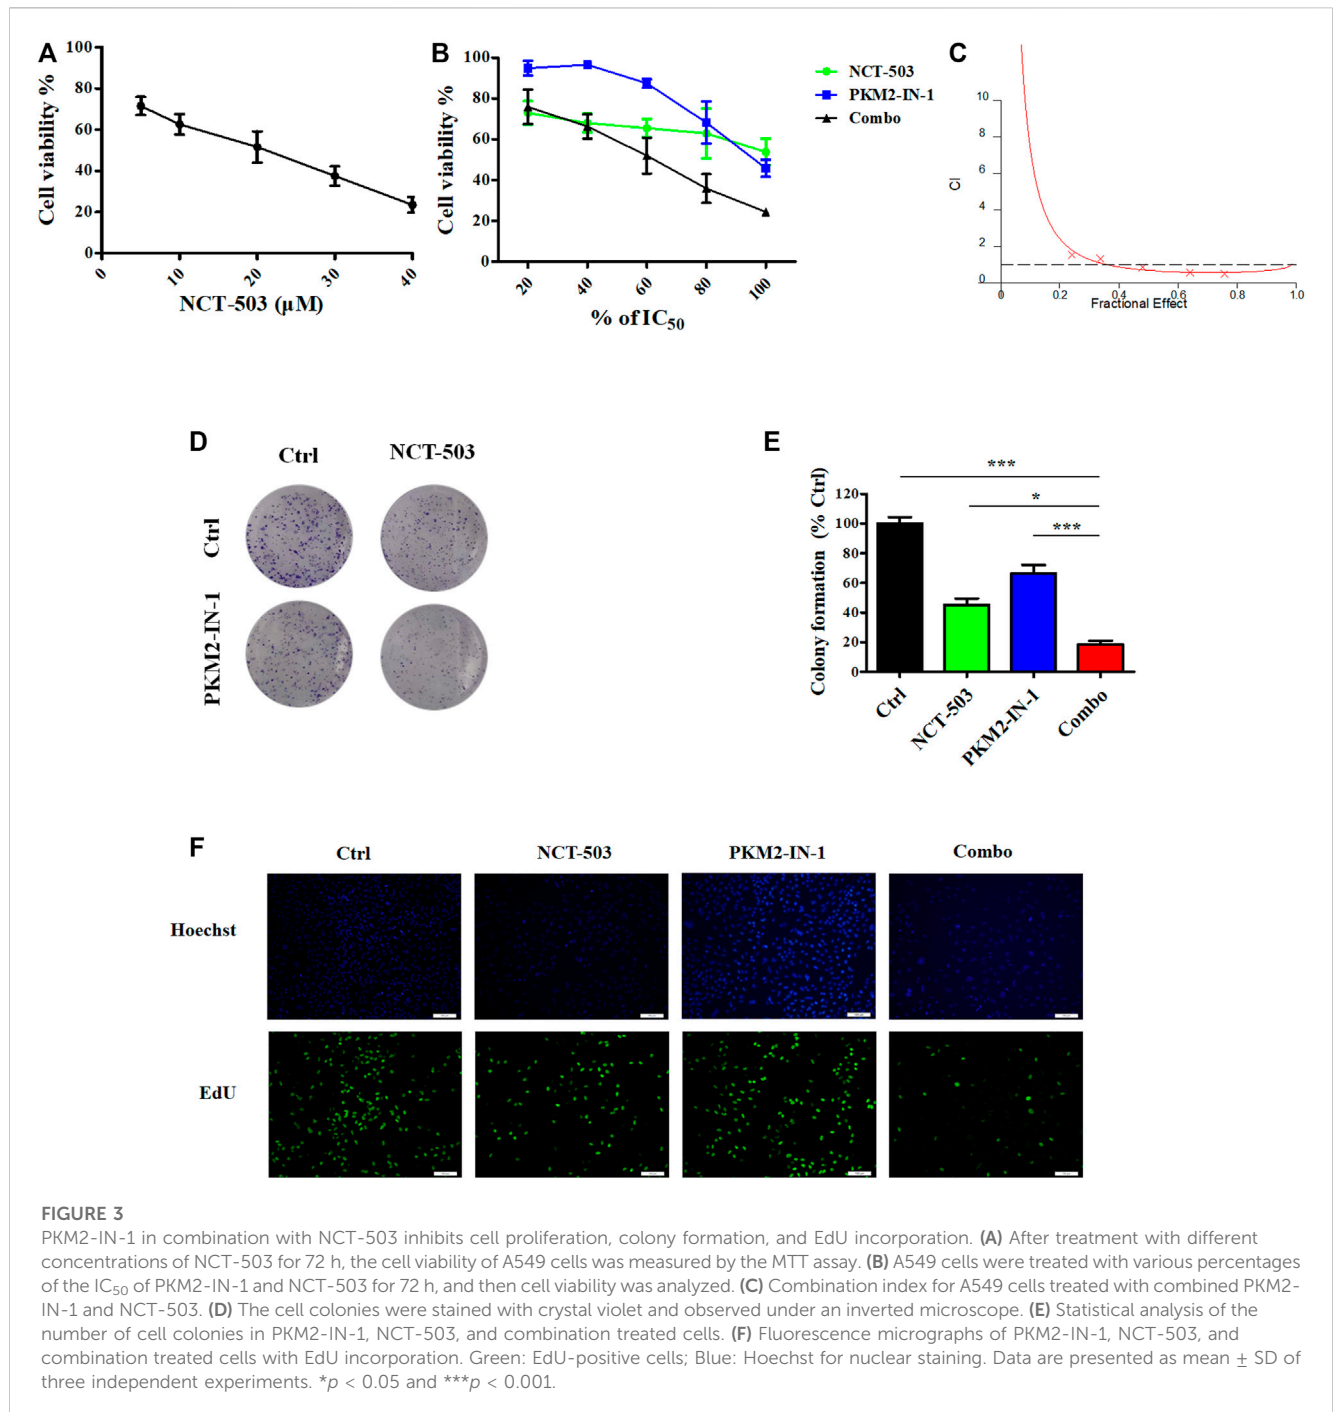 A
Cell viability %
100
80
60
40
20
0
0
10
20
30
40
NCT-503 (µM)
B
Cell viability %
100
80
60
40
20
0
20
40
60
80
100
% of IC50
NCT-503
PKM2-IN-1
Combo
C
CI
10
8
6
4
2
0
0
0.2
0.4
0.6
0.8
1.0
Fractional Effect
D
Ctrl
NCT-503
Ctrl
PKM2-IN-1
E
Colony formation (% Ctrl)
120
100
80
60
40
20
0
***
*
***
Ctrl
NCT-503
PKM2-IN-1
Combo
F
Ctrl
NCT-503
PKM2-IN-1
Combo
Hoechst
EdU
FIGURE 3
PKM2-IN-1 in combination with NCT-503 inhibits cell proliferation, colony formation, and EdU incorporation. (A) After treatment with different
concentrations of NCT-503 for 72 h, the cell viability of A549 cells was measured by the MTT assay. (B) A549 cells were treated with various percentages
of the IC50 of PKM2-IN-1 and NCT-503 for 72 h, and then cell viability was analyzed. (C) Combination index for A549 cells treated with combined PKM2-
IN-1 and NCT-503. (D) The cell colonies were stained with crystal violet and observed under an inverted microscope. (E) Statistical analysis of the
number of cell colonies in PKM2-IN-1, NCT-503, and combination treated cells. (F) Fluorescence micrographs of PKM2-IN-1, NCT-503, and
combination treated cells with EdU incorporation. Green: EdU-positive cells; Blue: Hoechst for nuclear staining. Data are presented as mean ± SD of
three independent experiments. *p < 0.05 and ***p < 0.001.